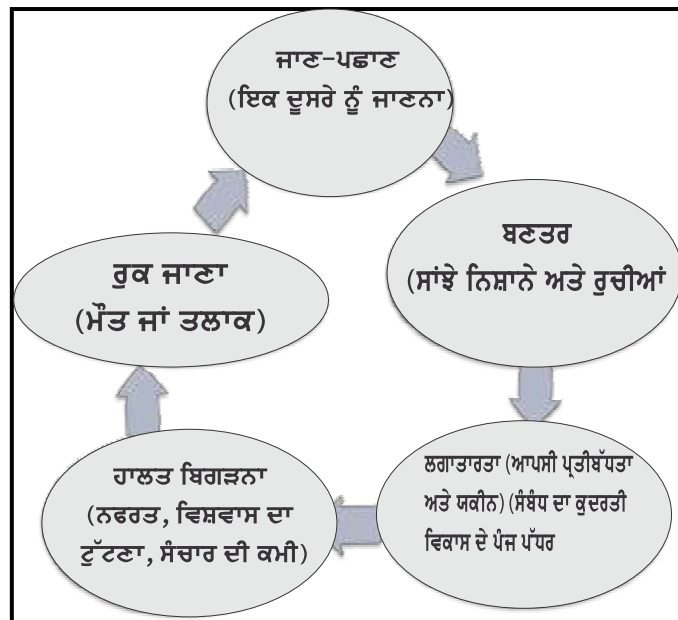 ਜਾਣ-ਪਛਾਣ
(ਇਕ ਦੂਸਰੇ ਨੂੰ ਜਾਣਨਾ)
ਬਣਤਰ
(ਸਾਂਝੇ ਨਿਸ਼ਾਨੇ ਅਤੇ ਰੁਚੀਆਂ
ਲਗਾਤਾਰਤਾ (ਆਪਸੀ ਪ੍ਰਤੀਬੱਧਤਾ
ਅਤੇ ਯਕੀਨ) (ਸੰਬੰਧ ਦਾ ਕੁਦਰਤੀ
ਵਿਕਾਸ ਦੇ ਪੰਜ ਪੱਧਰ
ਹਾਲਤ ਬਿਗੜਨਾ
(ਨਫਰਤ, ਵਿਸ਼ਵਾਸ ਦਾ
ਟੁੱਟਣਾ, ਸੰਚਾਰ ਦੀ ਕਮੀ)
ਰੁਕ ਜਾਣਾ
(ਮੌਤ ਜਾਂ ਤਲਾਕ)